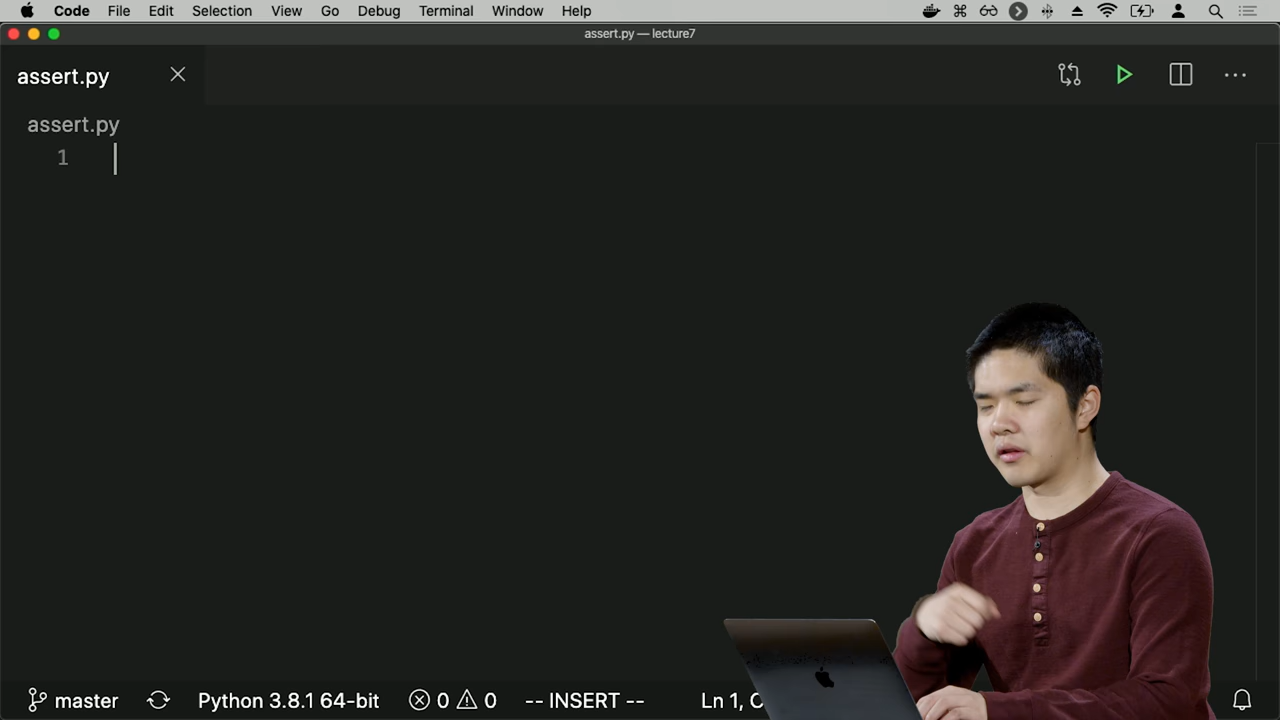 Code File Edit Selection View Go Debug Terminal Window Help
assert.py — lecture7
assert.py
assert.py
1
master Python 3.8.1 64-bit 0 0 -- INSERT -- Ln 1, C